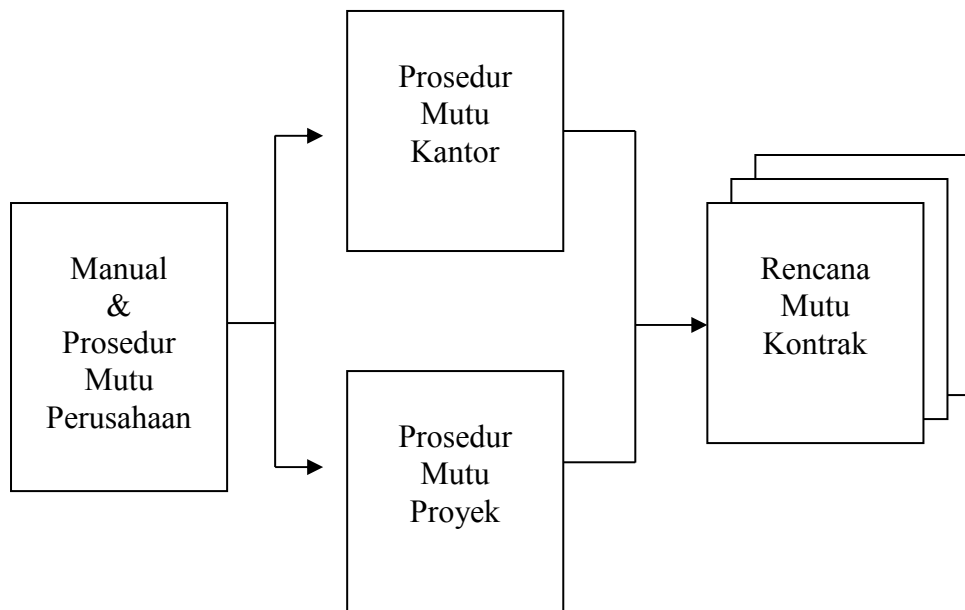 Manual
&
Prosedur
Mutu
Perusahaan
Prosedur
Mutu
Kantor
Prosedur
Mutu
Proyek
Rencana
Mutu
Kontrak